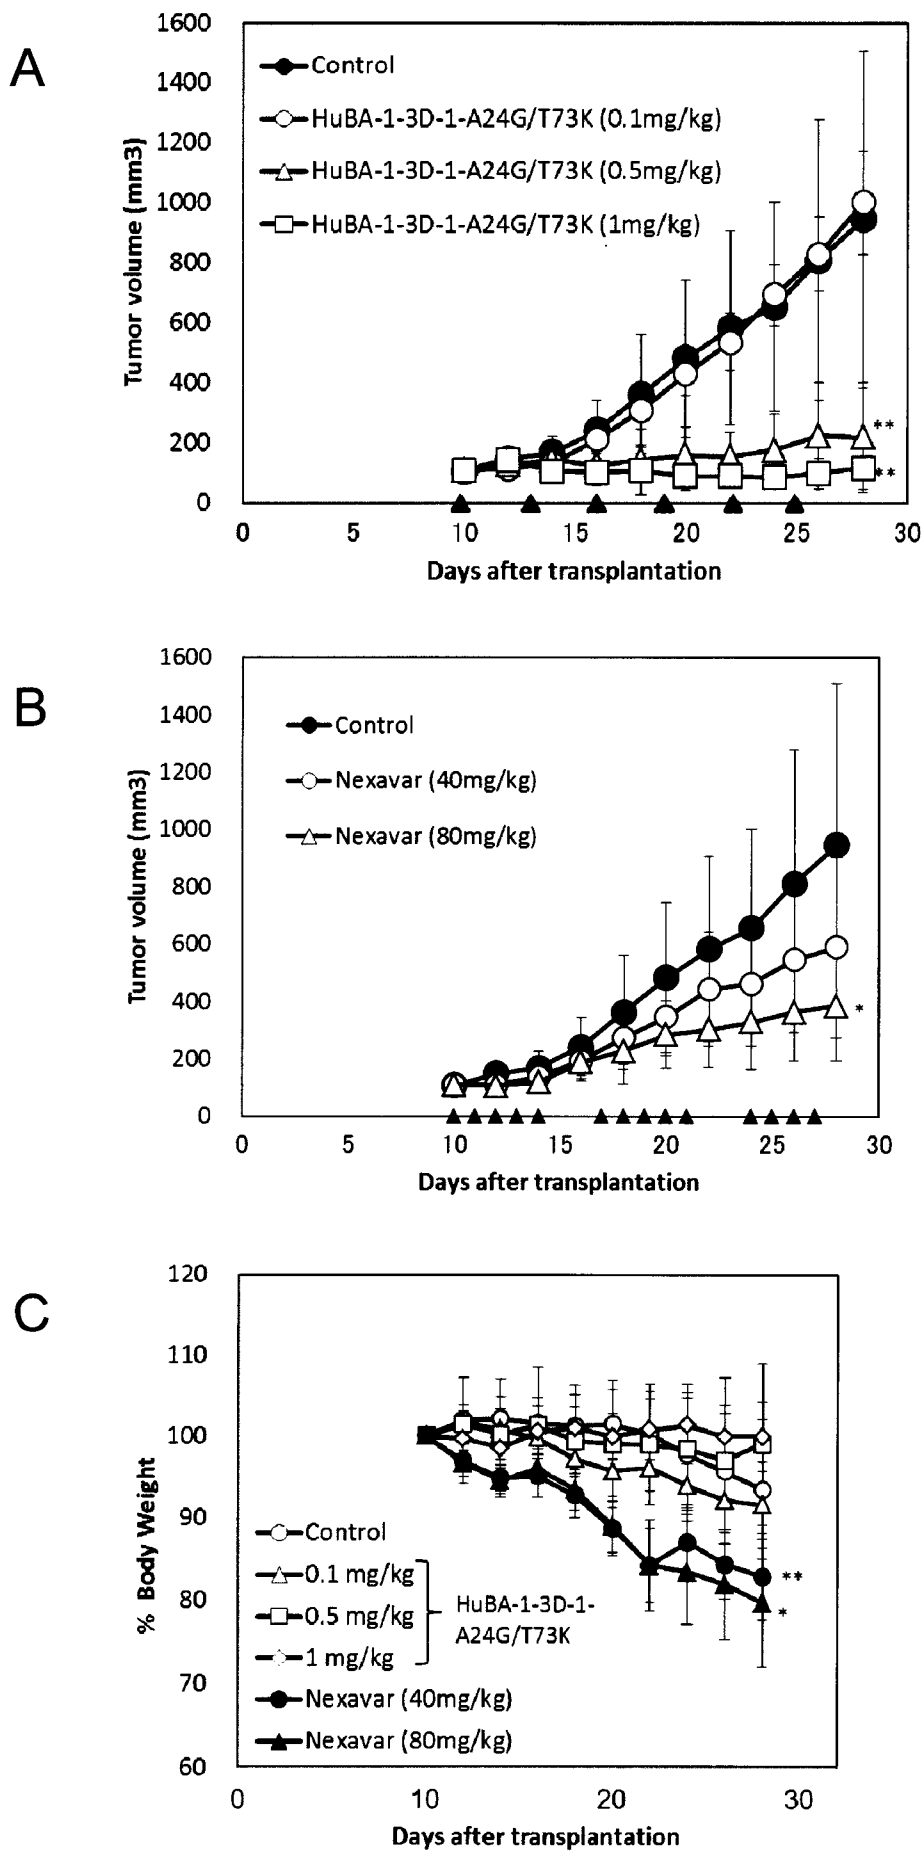 A
1600
1400
1200
1000
800
600
400
200
0
Tumor volume (mm3)
Control
HuBA-1-3D-1-A24G/T73K (0.1mg/kg)
HuBA-1-3D-1-A24G/T73K (0.5mg/kg)
HuBA-1-3D-1-A24G/T73K (1mg/kg)
**
**
0 5 10 15 20 25 30
Days after transplantation
B
1600
1400
1200
1000
800
600
400
200
0
Tumor volume (mm3)
Control
Nexavar (40mg/kg)
Nexavar (80mg/kg)
*
0 5 10 15 20 25 30
Days after transplantation
C
120
110
100
90
80
70
60
% Body Weight
Control
0.1 mg/kg
0.5 mg/kg
1 mg/kg
HuBA-1-3D-1-
A24G/T73K
Nexavar (40mg/kg)
Nexavar (80mg/kg)
**
*
0 10 20 30
Days after transplantation